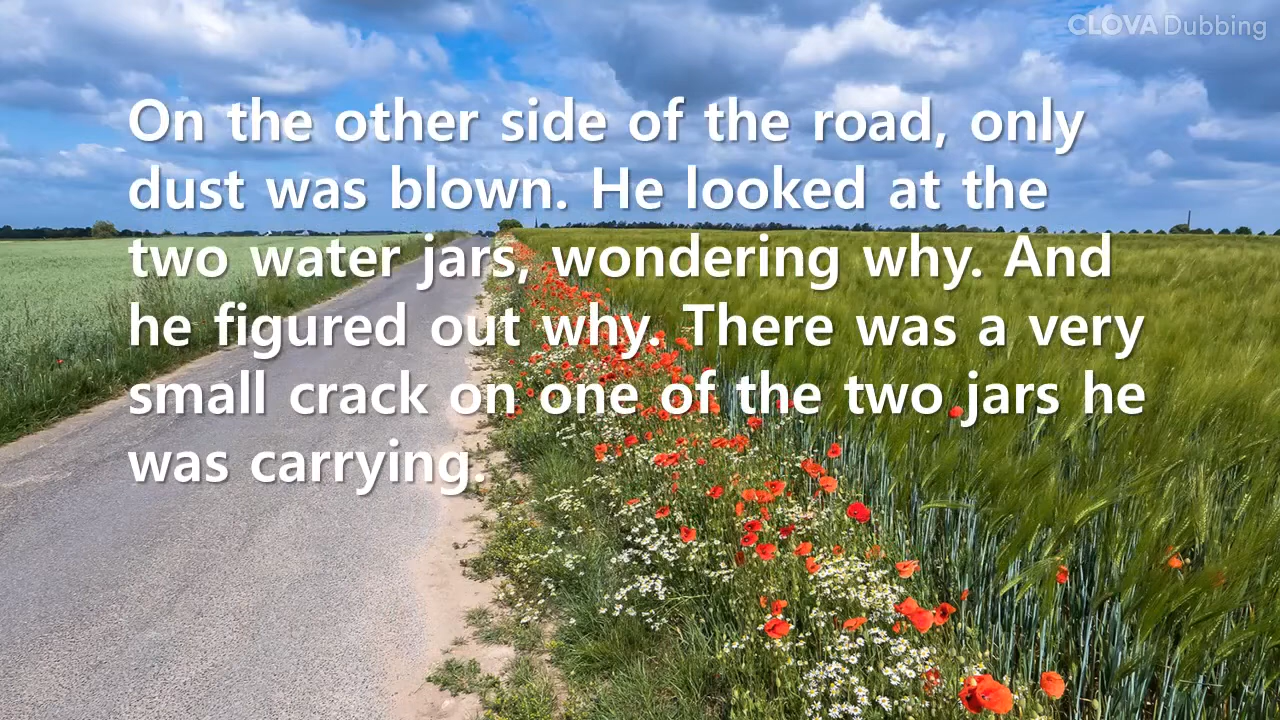 CLOVA Dubbing
On the other side of the road, only
dust was blown. He looked at the
two water jars, wondering why. And
he figured out why. There was a very
small crack on one of the two jars he
was carrying.